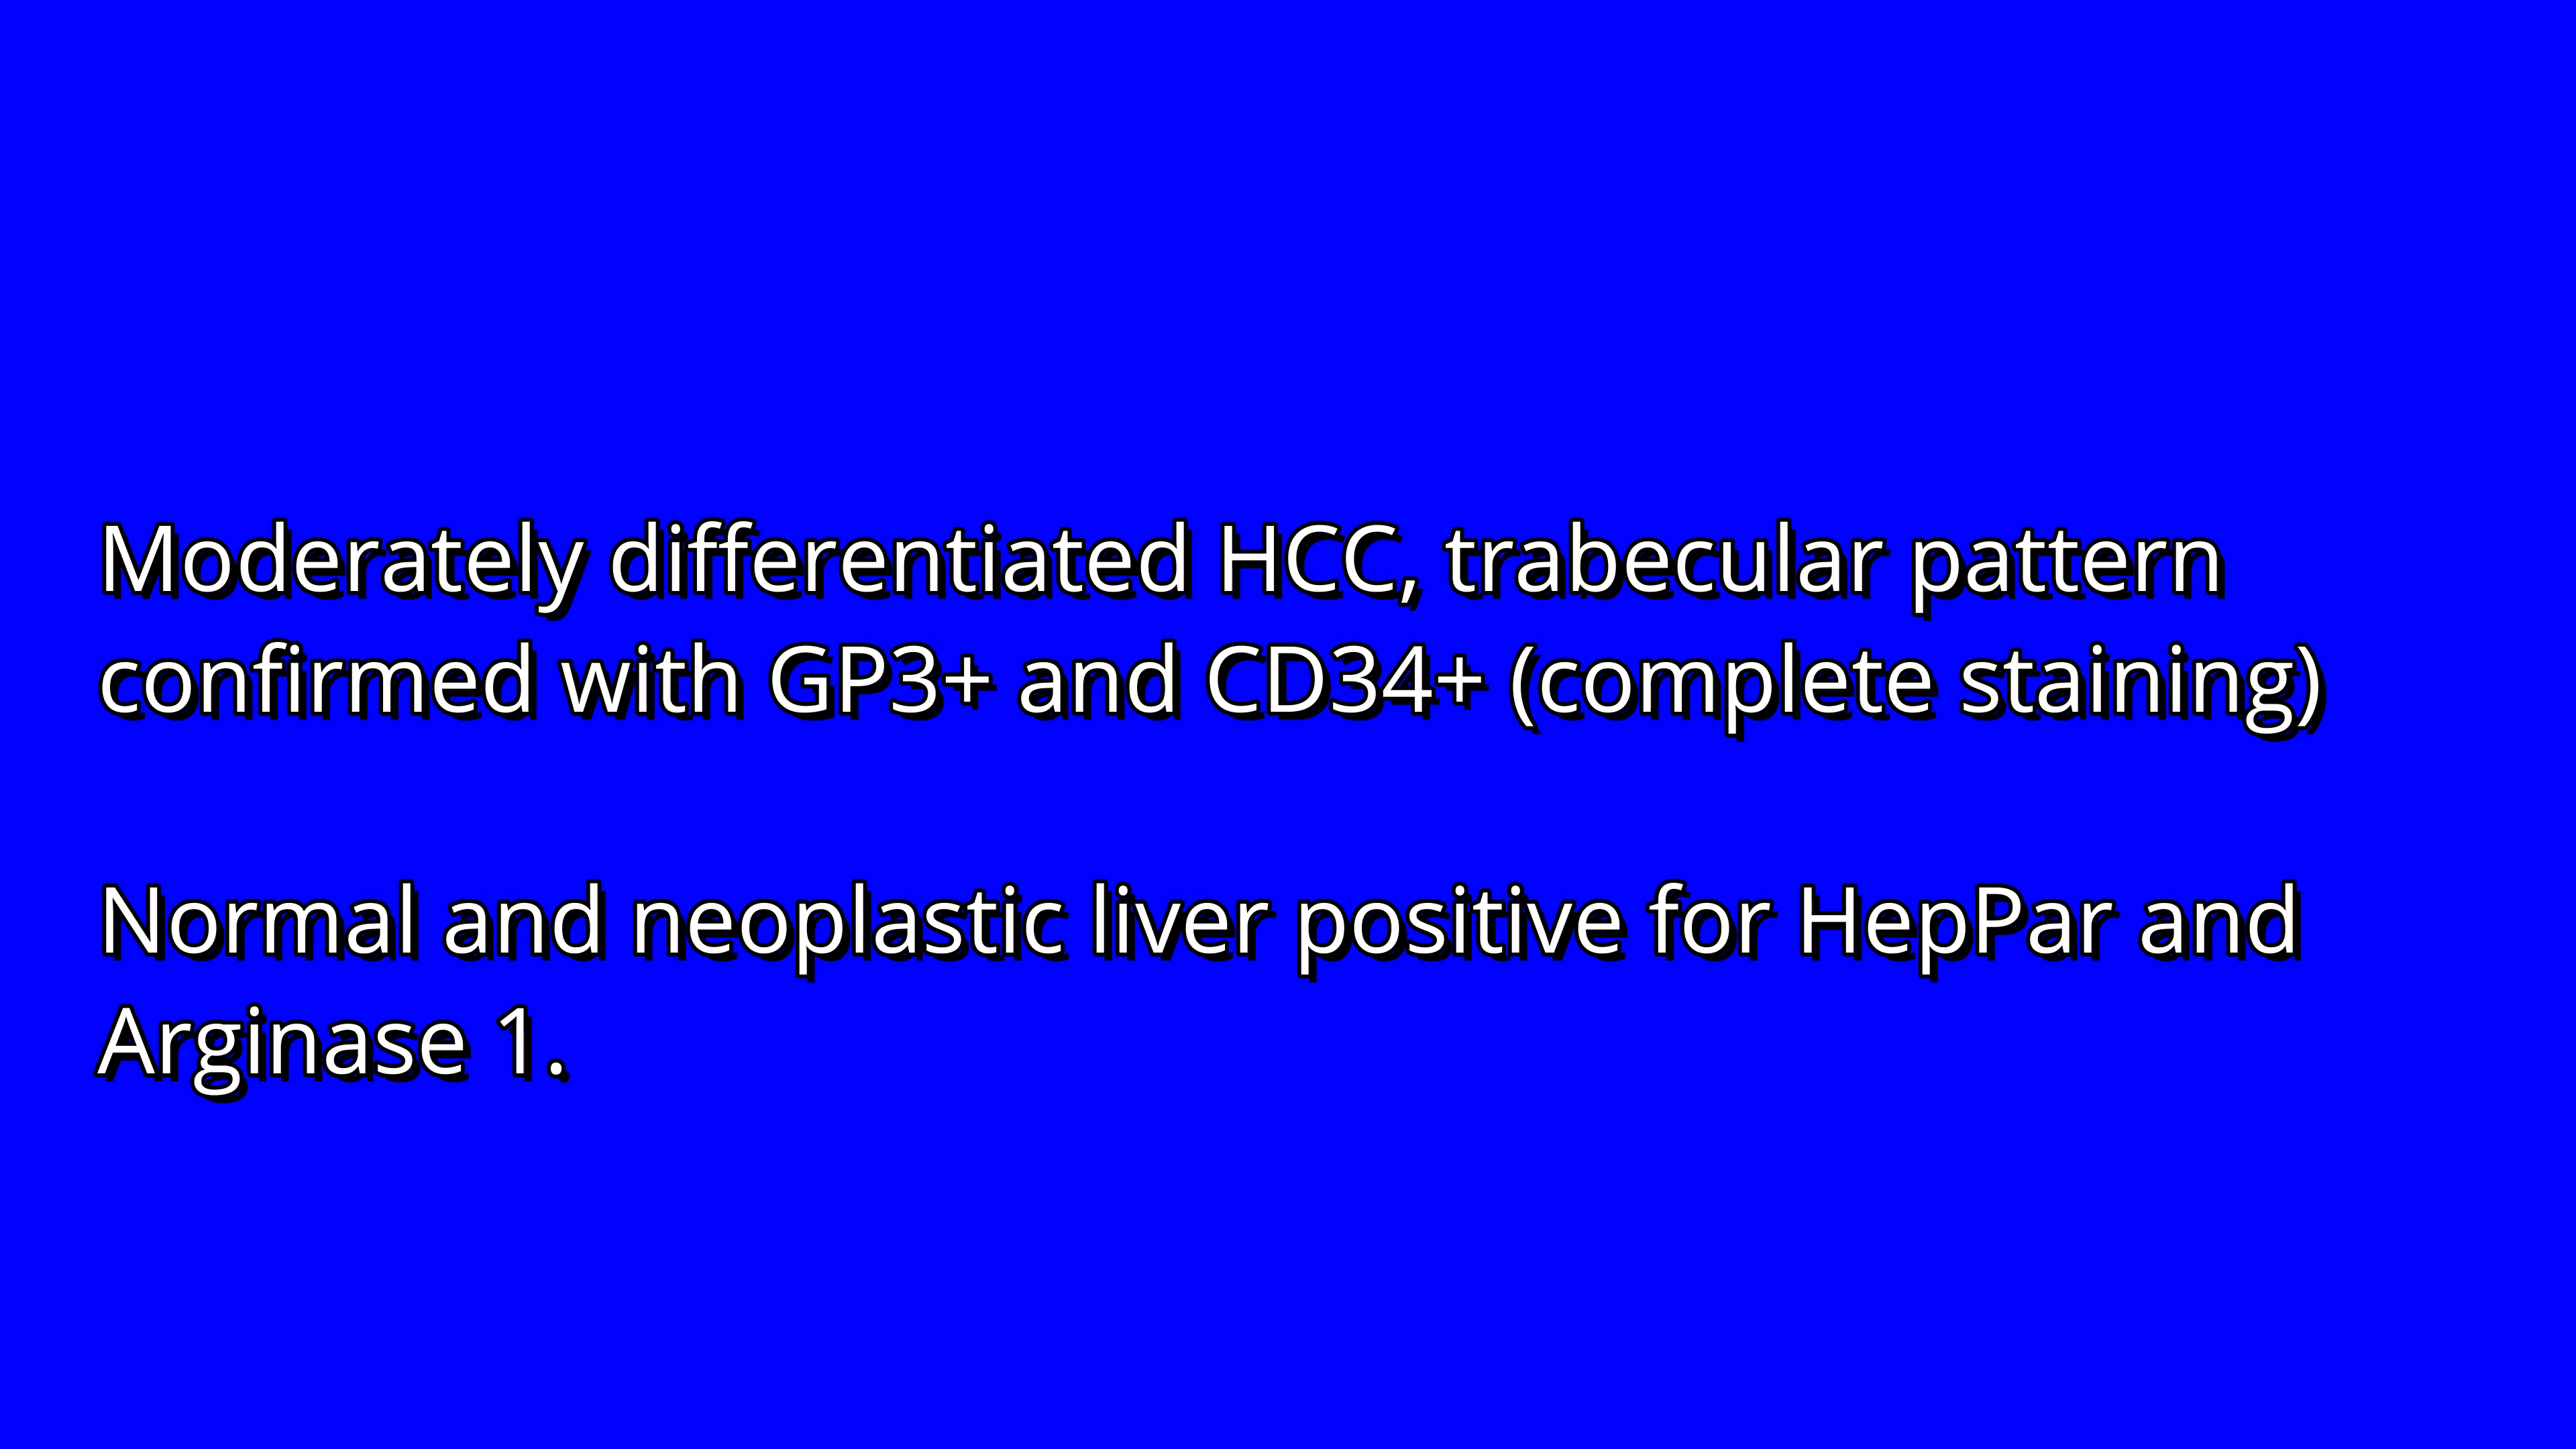 Moderately differentiated HCC, trabecular pattern
confirmed with GP3+ and CD34+ (complete staining)
Normal and neoplastic liver positive for HepPar and
Arginase 1.